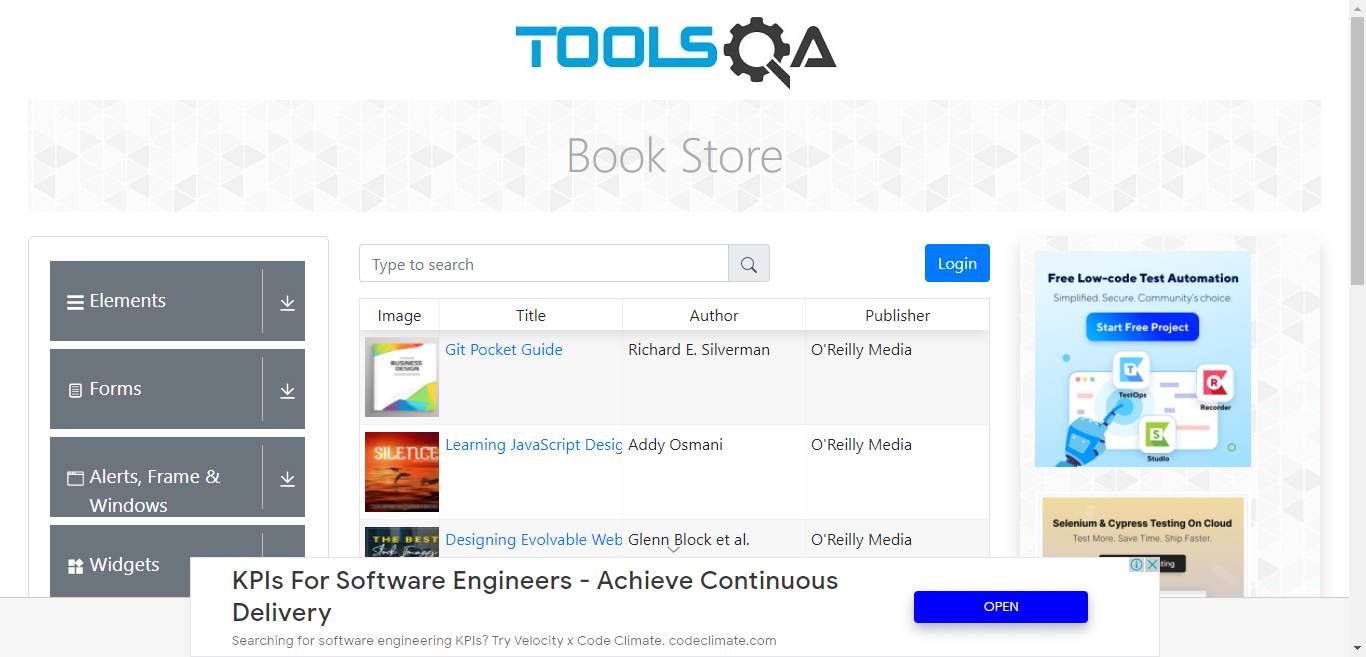 TOOLSQA
Book Store
Elements
Forms
Alerts, Frame &
Windows
Widgets
Type to search
Login
Image Title Author Publisher
BUSINESS
DESIGN
Git Pocket Guide Richard E. Silverman O'Reilly Media
SILENCE
Learning JavaScript Desig Addy Osmani O'Reilly Media
THE BEST
Stock Images
Designing Evolvable Web Glenn Block et al. O'Reilly Media
Free Low-code Test Automation
Simplified. Secure. Community's choice.
Start Free Project
TestOps
Recorder
Studio
Selenium & Cypress Testing On Cloud
Test More. Save Time. Ship Faster.
KPIs For Software Engineers - Achieve Continuous
Delivery
Searching for software engineering KPIs? Try Velocity x Code Climate. codeclimate.com
OPEN